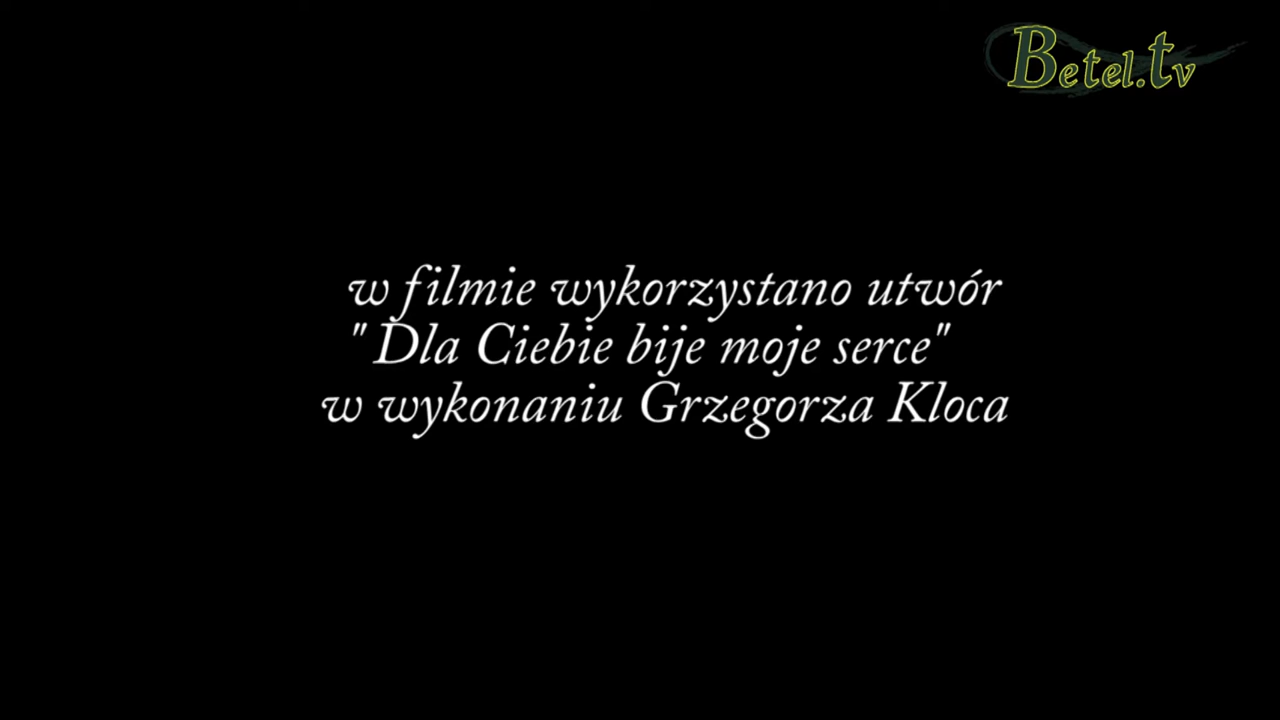 Betel.tv
w filmie wykorzystano utwór
" Dla Ciebie bije moje serce"
w wykonaniu Grzegorza Kloca